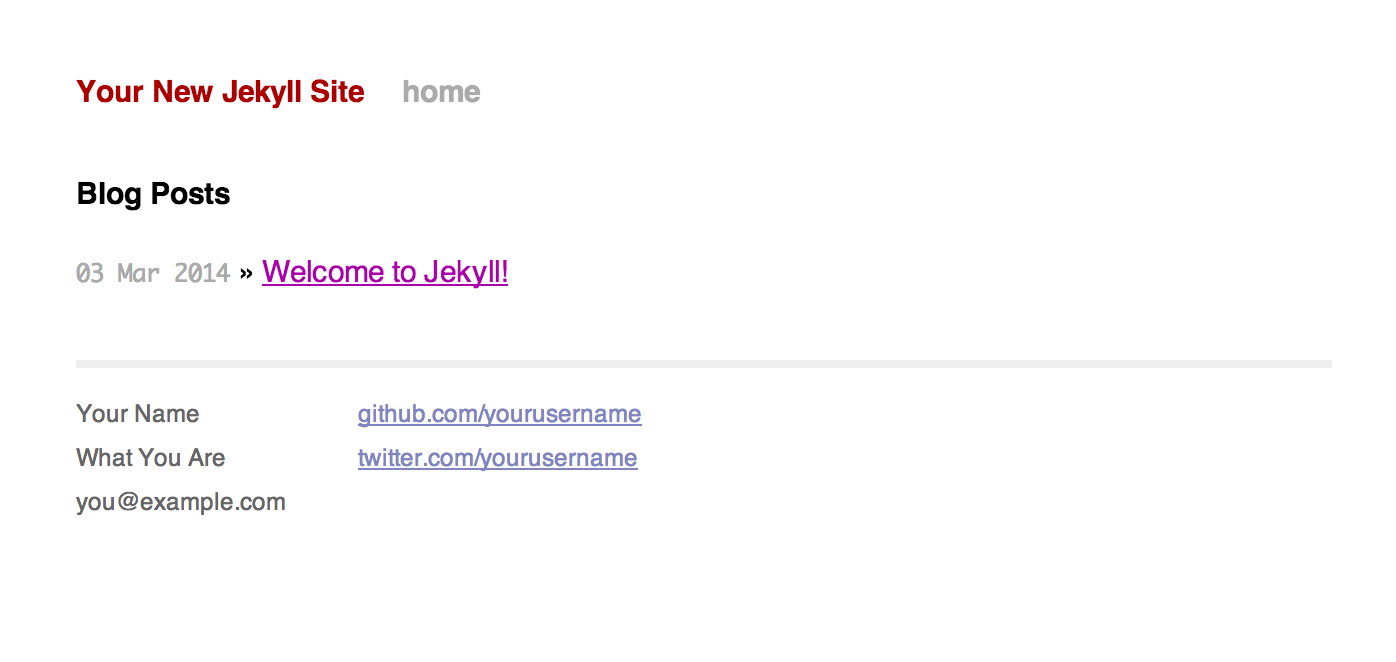 Your New Jekyll Site home
Blog Posts
03 Mar 2014 » Welcome to Jekyll!
Your Name github.com/yourusername
What You Are twitter.com/yourusername
you@example.com